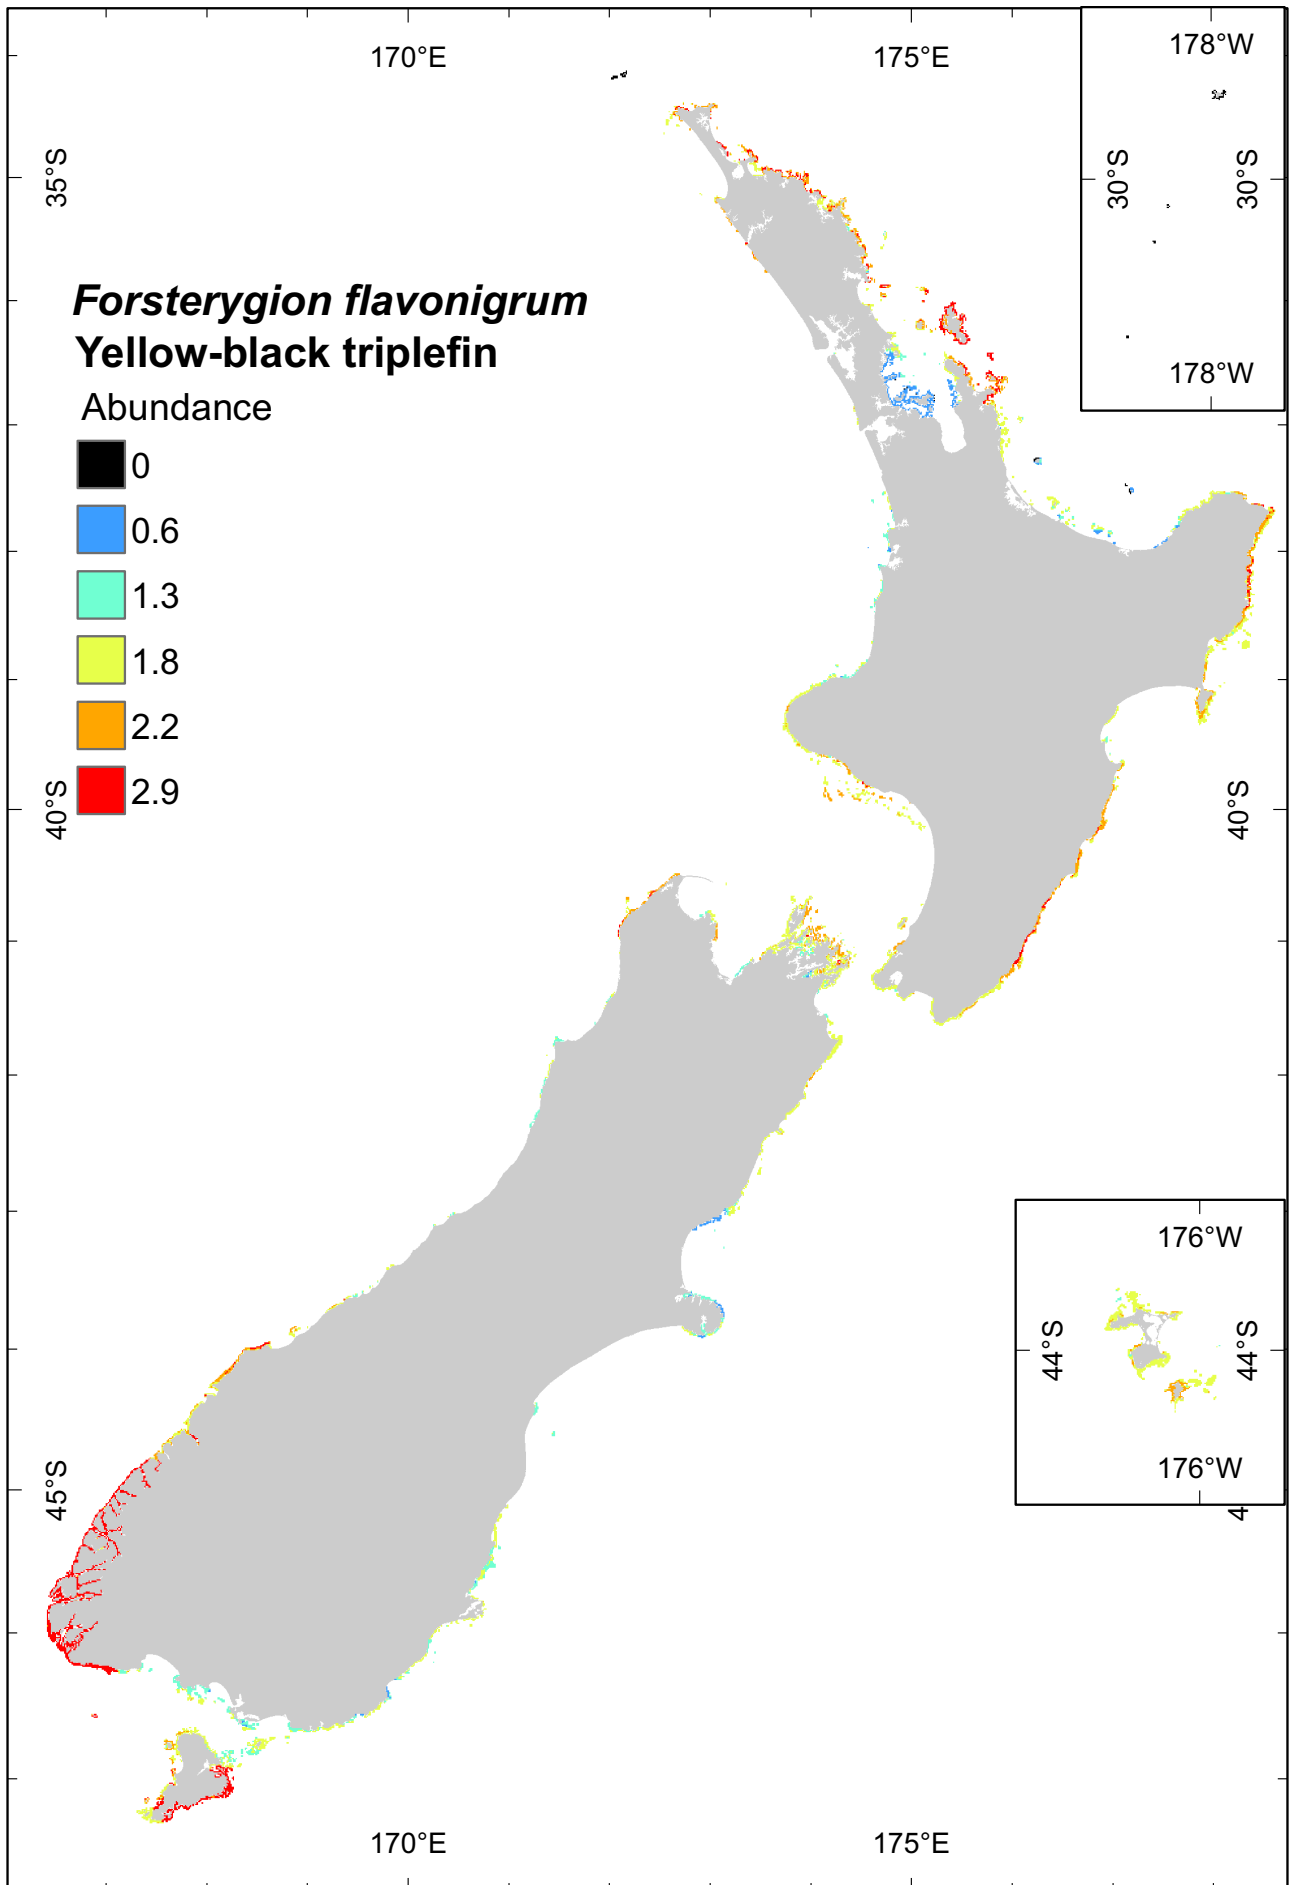 170°E
175°E
178°W
35°S
30°S
30°S
178°W
Forsterygion flavonigrum
Yellow-black triplefin
Abundance
0
0.6
1.3
1.8
2.2
2.9
40°S
40°S
176°W
44°S
44°S
176°W
45°S
4
170°E
175°E